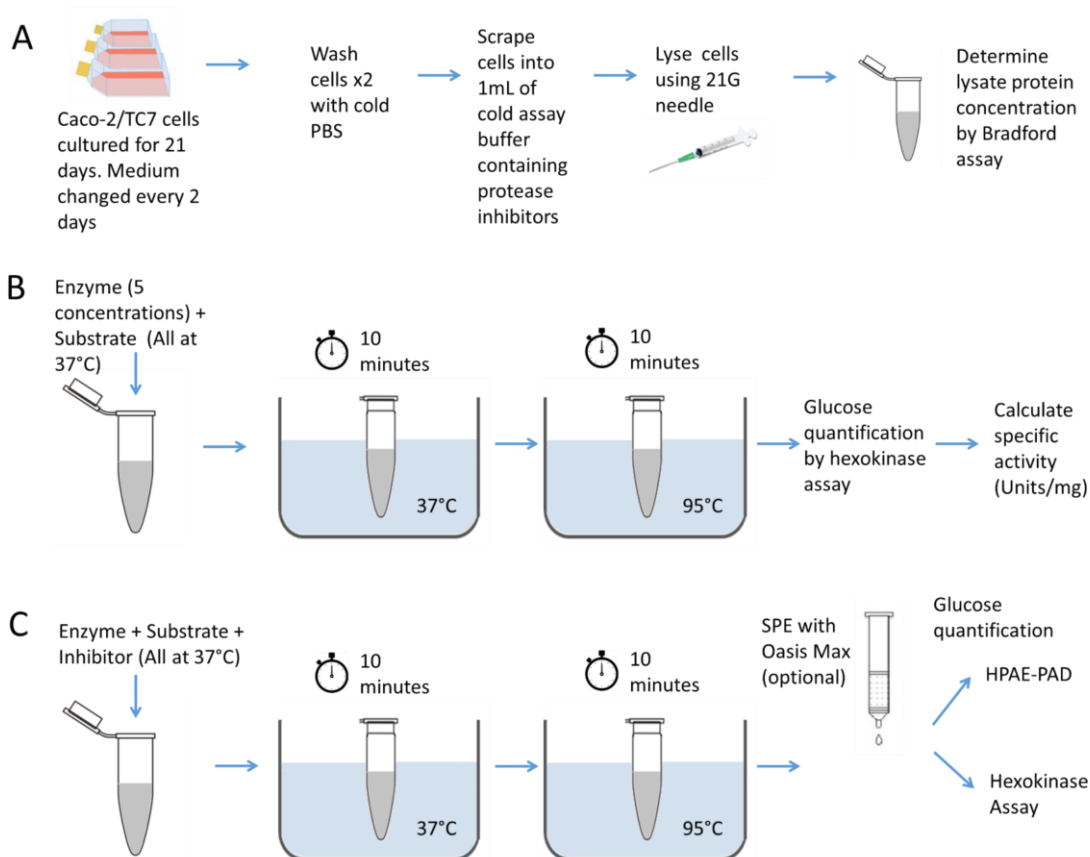 A
Caco-2/TC7 cells
cultured for 21
days. Medium
changed every 2
days
Wash
cells x2
with cold
PBS
Scrape
cells into
1mL of
cold assay
buffer
containing
protease
inhibitors
Lyse cells
using 21G
needle
Determine
lysate protein
concentration
by Bradford
assay
B
Enzyme (5
concentrations) +
Substrate (All at
37°C)
10
minutes
37°C
10
minutes
95°C
Glucose
quantification
by hexokinase
assay
Calculate
specific
activity
(Units/mg)
C
Enzyme + Substrate +
Inhibitor (All at 37°C)
10
minutes
37°C
10
minutes
95°C
SPE with
Oasis Max
(optional)
Glucose
quantification
HPAE-PAD
Hexokinase
Assay